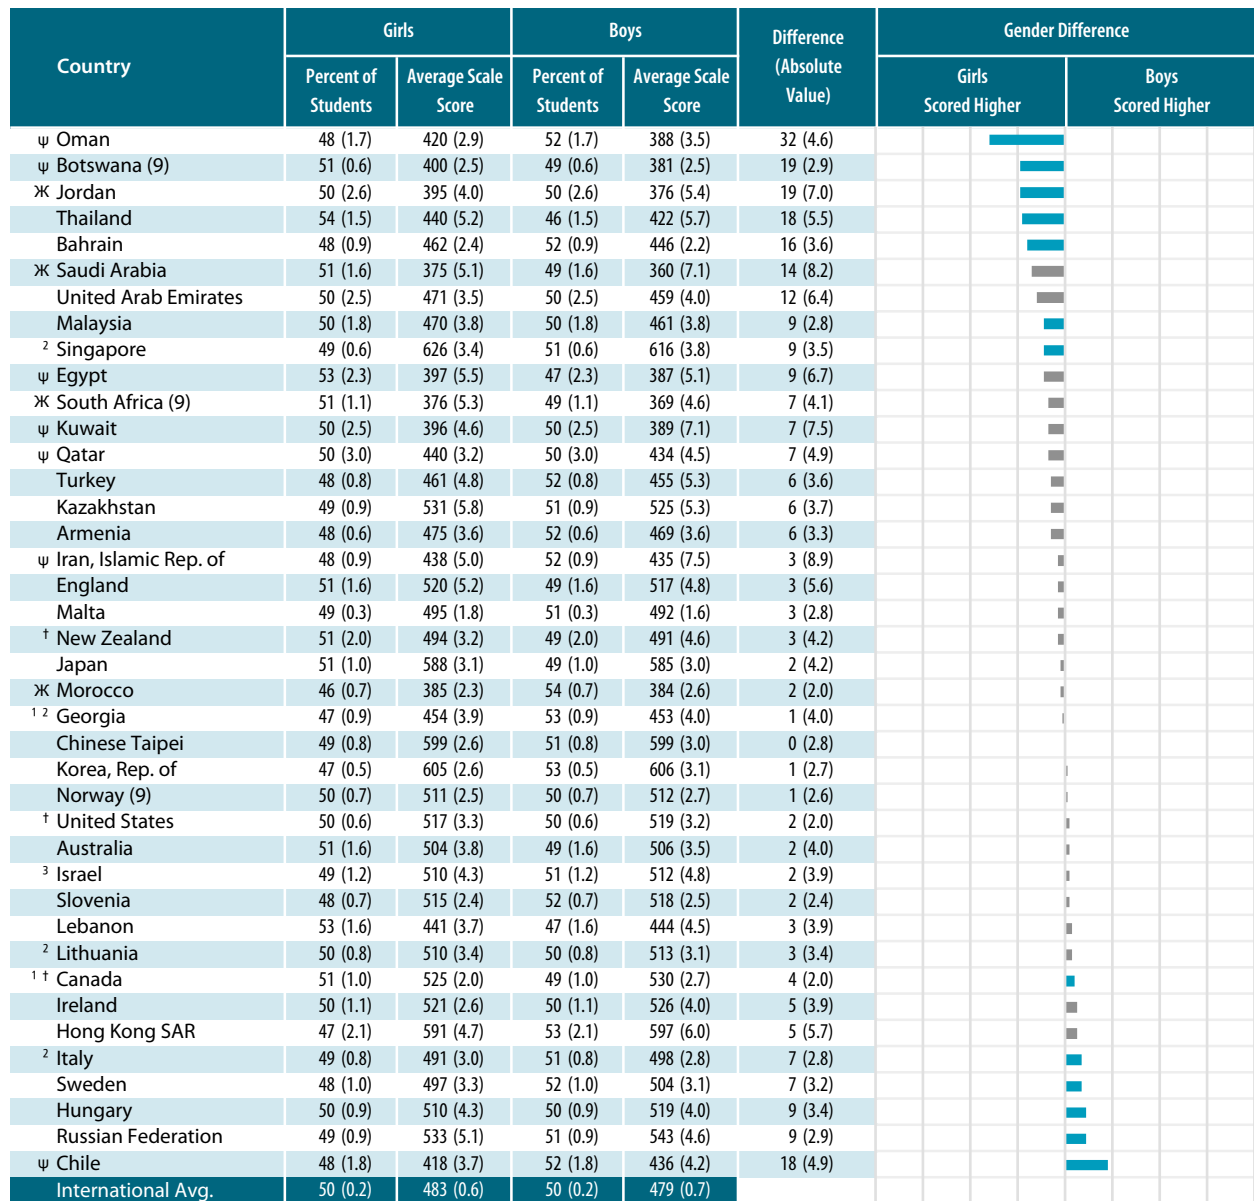 Country Girls Boys Difference (Absolute Value) Gender Difference
Percent of Students Average Scale Score Percent of Students Average Scale Score Girls Scored Higher Boys Scored Higher
ψ Oman 48 (1.7) 420 (2.9) 52 (1.7) 388 (3.5) 32 (4.6)
ψ Botswana (9) 51 (0.6) 400 (2.5) 49 (0.6) 381 (2.5) 19 (2.9)
Ж Jordan 50 (2.6) 395 (4.0) 50 (2.6) 376 (5.4) 19 (7.0)
Thailand 54 (1.5) 440 (5.2) 46 (1.5) 422 (5.7) 18 (5.5)
Bahrain 48 (0.9) 462 (2.4) 52 (0.9) 446 (2.2) 16 (3.6)
Ж Saudi Arabia 51 (1.6) 375 (5.1) 49 (1.6) 360 (7.1) 14 (8.2)
United Arab Emirates 50 (2.5) 471 (3.5) 50 (2.5) 459 (4.0) 12 (6.4)
Malaysia 50 (1.8) 470 (3.8) 50 (1.8) 461 (3.8) 9 (2.8)
² Singapore 49 (0.6) 626 (3.4) 51 (0.6) 616 (3.8) 9 (3.5)
ψ Egypt 53 (2.3) 397 (5.5) 47 (2.3) 387 (5.1) 9 (6.7)
Ж South Africa (9) 51 (1.1) 376 (5.3) 49 (1.1) 369 (4.6) 7 (4.1)
ψ Kuwait 50 (2.5) 396 (4.6) 50 (2.5) 389 (7.1) 7 (7.5)
ψ Qatar 50 (3.0) 440 (3.2) 50 (3.0) 434 (4.5) 7 (4.9)
Turkey 48 (0.8) 461 (4.8) 52 (0.8) 455 (5.3) 6 (3.6)
Kazakhstan 49 (0.9) 531 (5.8) 51 (0.9) 525 (5.3) 6 (3.7)
Armenia 48 (0.6) 475 (3.6) 52 (0.6) 469 (3.6) 6 (3.3)
ψ Iran, Islamic Rep. of 48 (0.9) 438 (5.0) 52 (0.9) 435 (7.5) 3 (8.9)
England 51 (1.6) 520 (5.2) 49 (1.6) 517 (4.8) 3 (5.6)
Malta 49 (0.3) 495 (1.8) 51 (0.3) 492 (1.6) 3 (2.8)
† New Zealand 51 (2.0) 494 (3.2) 49 (2.0) 491 (4.6) 3 (4.2)
Japan 51 (1.0) 588 (3.1) 49 (1.0) 585 (3.0) 2 (4.2)
Ж Morocco 46 (0.7) 385 (2.3) 54 (0.7) 384 (2.6) 2 (2.0)
¹ ² Georgia 47 (0.9) 454 (3.9) 53 (0.9) 453 (4.0) 1 (4.0)
Chinese Taipei 49 (0.8) 599 (2.6) 51 (0.8) 599 (3.0) 0 (2.8)
Korea, Rep. of 47 (0.5) 605 (2.6) 53 (0.5) 606 (3.1) 1 (2.7)
Norway (9) 50 (0.7) 511 (2.5) 50 (0.7) 512 (2.7) 1 (2.6)
† United States 50 (0.6) 517 (3.3) 50 (0.6) 519 (3.2) 2 (2.0)
Australia 51 (1.6) 504 (3.8) 49 (1.6) 506 (3.5) 2 (4.0)
³ Israel 49 (1.2) 510 (4.3) 51 (1.2) 512 (4.8) 2 (3.9)
Slovenia 48 (0.7) 515 (2.4) 52 (0.7) 518 (2.5) 2 (2.4)
Lebanon 53 (1.6) 441 (3.7) 47 (1.6) 444 (4.5) 3 (3.9)
² Lithuania 50 (0.8) 510 (3.4) 50 (0.8) 513 (3.1) 3 (3.4)
¹ † Canada 51 (1.0) 525 (2.0) 49 (1.0) 530 (2.7) 4 (2.0)
Ireland 50 (1.1) 521 (2.6) 50 (1.1) 526 (4.0) 5 (3.9)
Hong Kong SAR 47 (2.1) 591 (4.7) 53 (2.1) 597 (6.0) 5 (5.7)
² Italy 49 (0.8) 491 (3.0) 51 (0.8) 498 (2.8) 7 (2.8)
Sweden 48 (1.0) 497 (3.3) 52 (1.0) 504 (3.1) 7 (3.2)
Hungary 50 (0.9) 510 (4.3) 50 (0.9) 519 (4.0) 9 (3.4)
Russian Federation 49 (0.9) 533 (5.1) 51 (0.9) 543 (4.6) 9 (2.9)
ψ Chile 48 (1.8) 418 (3.7) 52 (1.8) 436 (4.2) 18 (4.9)
International Avg. 50 (0.2) 483 (0.6) 50 (0.2) 479 (0.7)